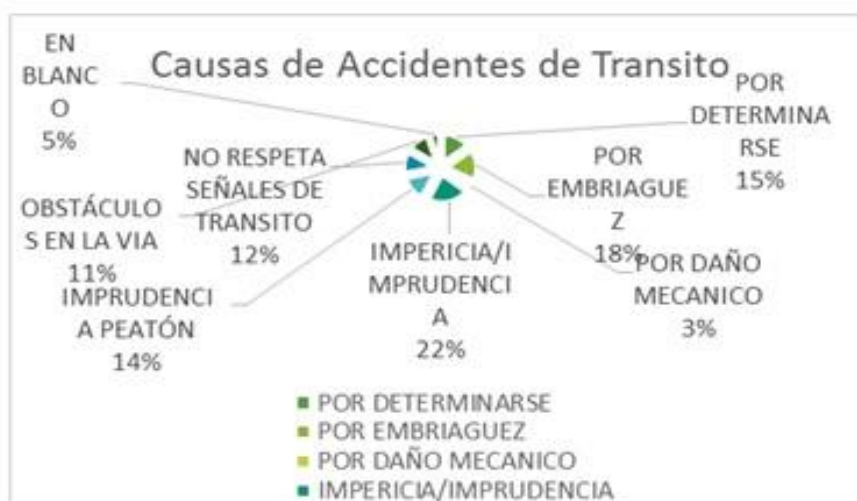 Causas de Accidentes de Transito
EN
BLANC
O
5%
POR
DETERMINA
RSE
15%
POR
EMBRIAGUE
Z
18%
POR DAÑO
MECANICO
3%
IMPERICIA/I
MPRUDENCI
A
22%
IMPRUDENCI
A PEATÓN
14%
NO RESPETA
SEÑALES DE
TRANSITO
12%
OBSTÁCULO
S EN LA VIA
11%
POR DETERMINARSE
POR EMBRIAGUEZ
POR DAÑO MECANICO
IMPERICIA/IMPRUDENCIA